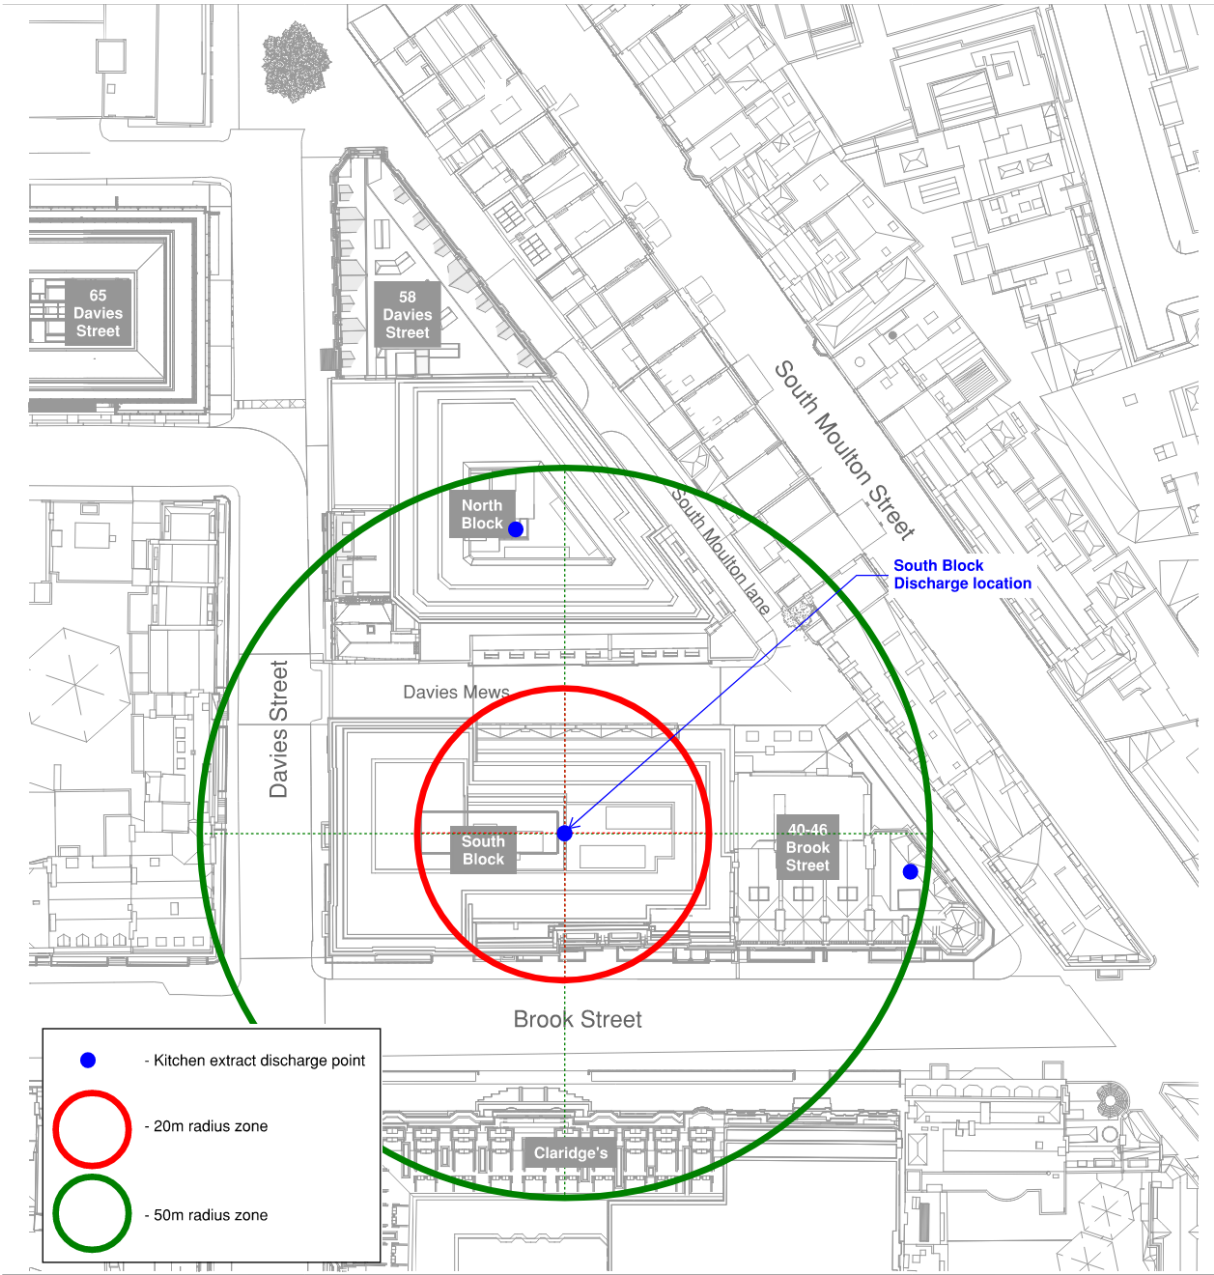 65
Davies
Street
58
Davies
Street
South Moulton Street
North
Block
South Moulton lane
South Block
Discharge location
Davies Street
Davies Mews
South
Block
40-46
Brook
Street
Brook Street
- Kitchen extract discharge point
- 20m radius zone
- 50m radius zone
Claridge's